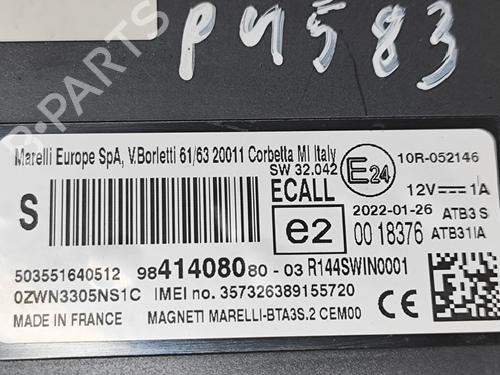 P4583
B-PARTS
Marelli Europe SpA, V.Borletti 61/63 20011 Corbetta MI Italy
SW 32.042
E24
10R-052146
S
ECALL
12V 1A
e2
2022-01-26
ATB3 S
00 18376
ATB31IA
503551640512
9841408080-03 R144SWIN0001
0ZWN3305NS1C
IMEI no. 357326389155720
MADE IN FRANCE
MAGNETI MARELLI-BTA3S.2 CEM00